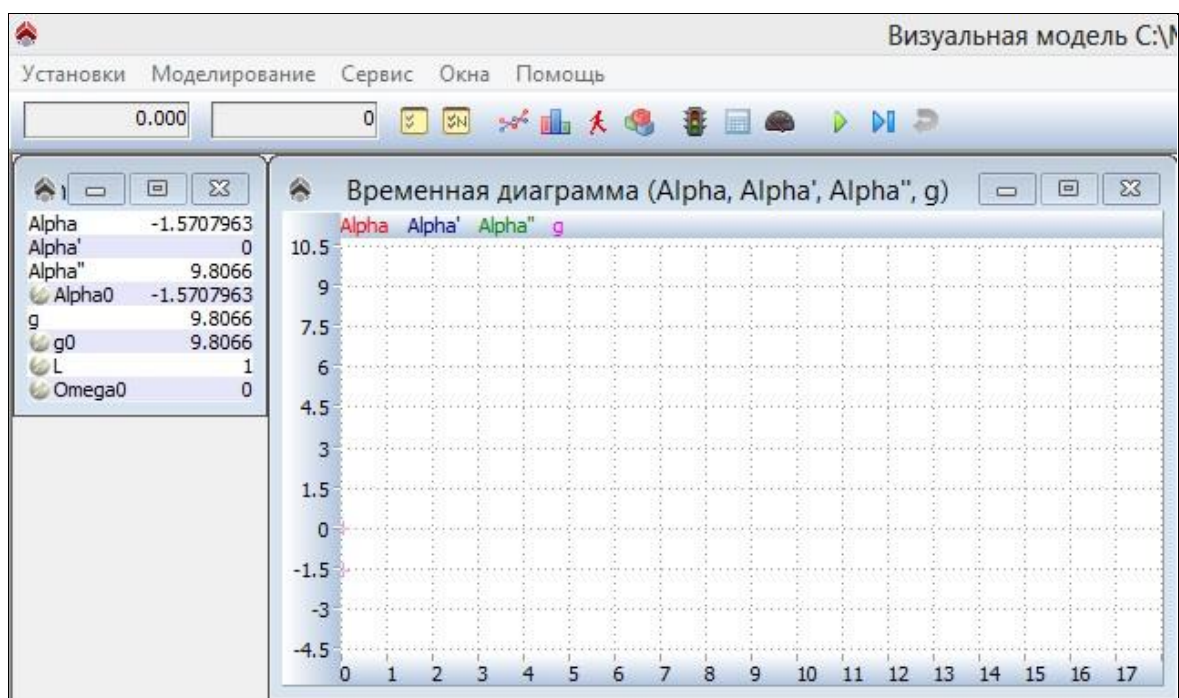 Визуальная модель C:\
Установки Моделирование Сервис Окна Помощь
0.000 0
Временная диаграмма (Alpha, Alpha', Alpha", g)
Alpha -1.5707963
Alpha' 0
Alpha" 9.8066
Alpha0 -1.5707963
g 9.8066
g0 9.8066
L 1
Omega0 0
Alpha Alpha' Alpha" g
10.5
9
7.5
6
4.5
3
1.5
0
-1.5
-3
-4.5
0 1 2 3 4 5 6 7 8 9 10 11 12 13 14 15 16 17